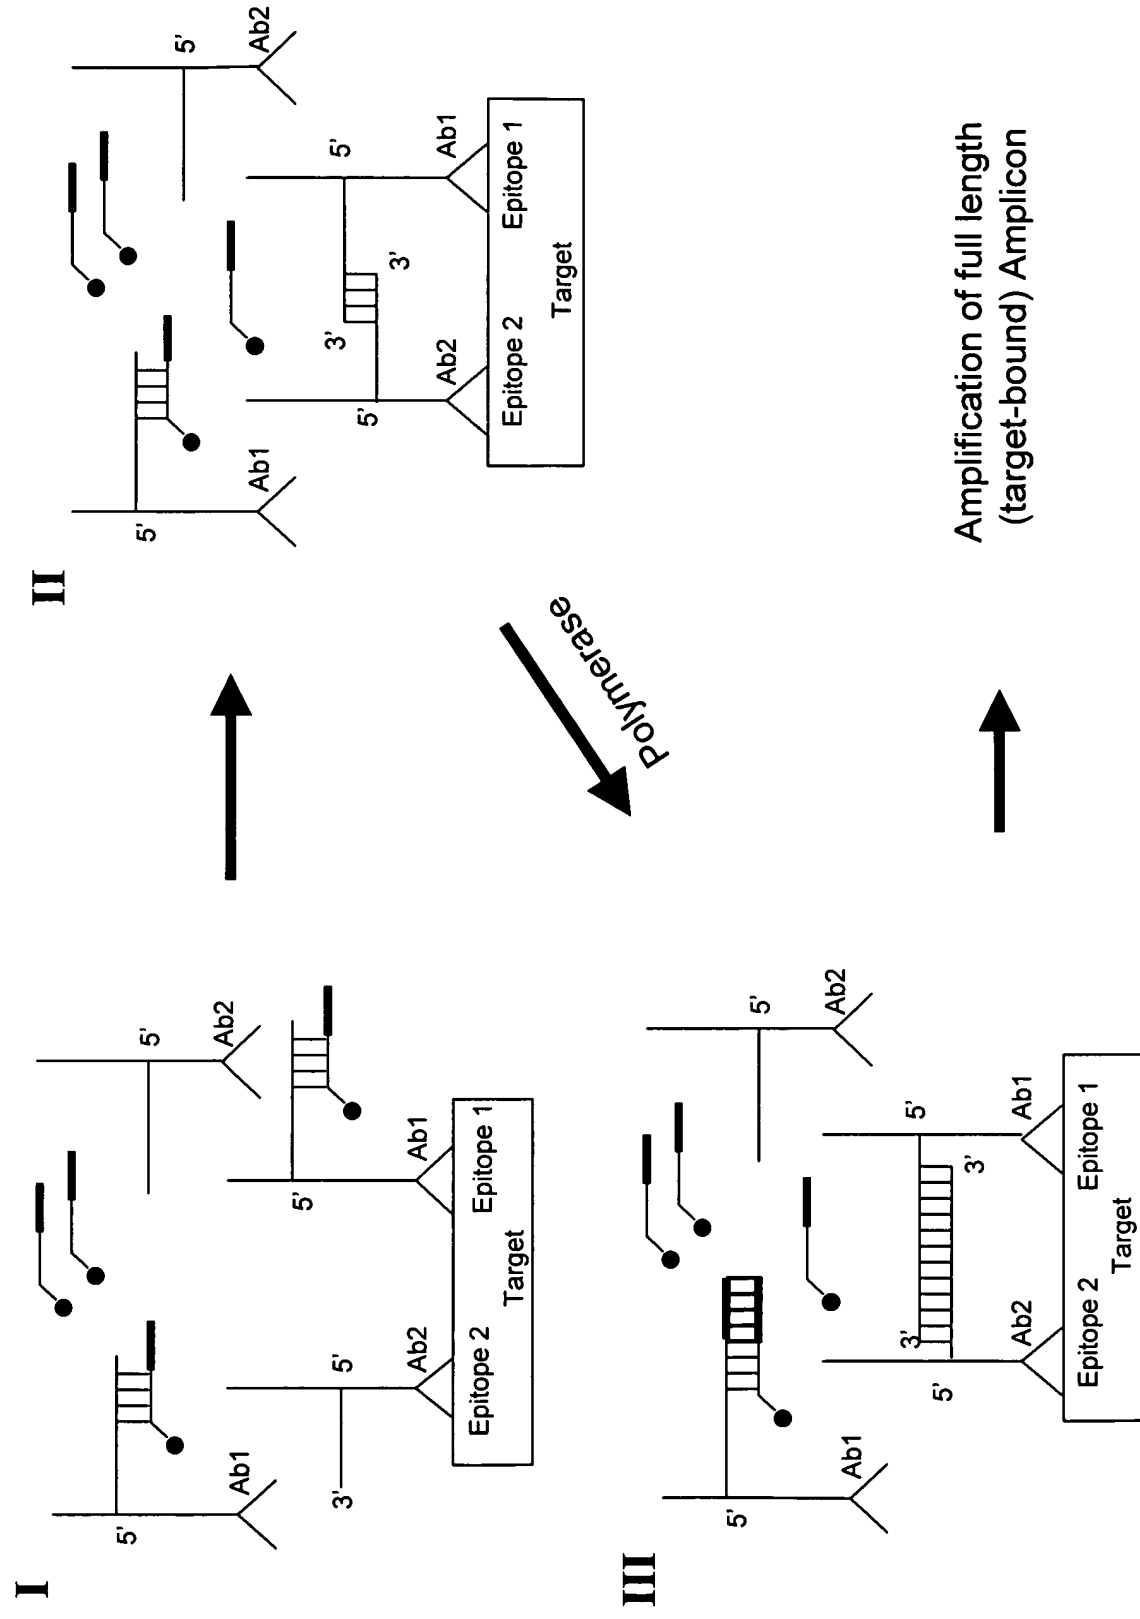 I
5'
Ab1
5'
Ab2
3'
5'
Ab2
5'
Ab1
Epitope 2
Epitope 1
Target
II
5'
Ab1
5'
Ab2
3'
3'
5'
5'
Ab2
Ab1
Epitope 2
Epitope 1
Target
Polymerase
III
5'
Ab1
5'
Ab2
3'
3'
5'
5'
Ab2
Ab1
Epitope 2
Epitope 1
Target
Amplification of full length
(target-bound) Amplicon